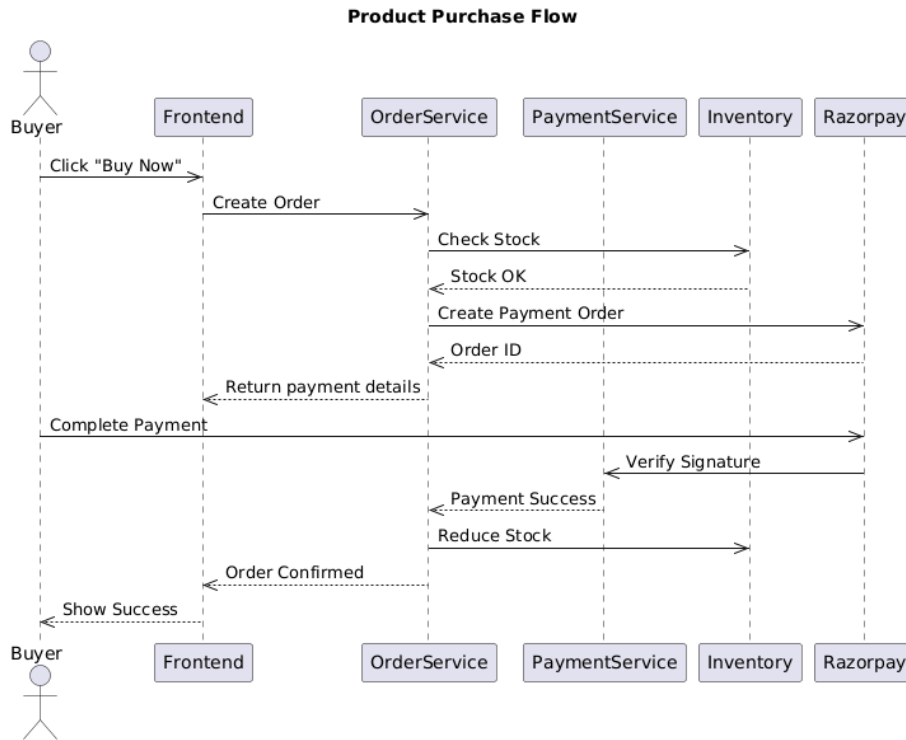 Product Purchase Flow
Buyer
Frontend
OrderService
PaymentService
Inventory
Razorpay
Click "Buy Now"
Create Order
Check Stock
Stock OK
Create Payment Order
Order ID
Return payment details
Complete Payment
Verify Signature
Payment Success
Reduce Stock
Order Confirmed
Show Success
Buyer
Frontend
OrderService
PaymentService
Inventory
Razorpay